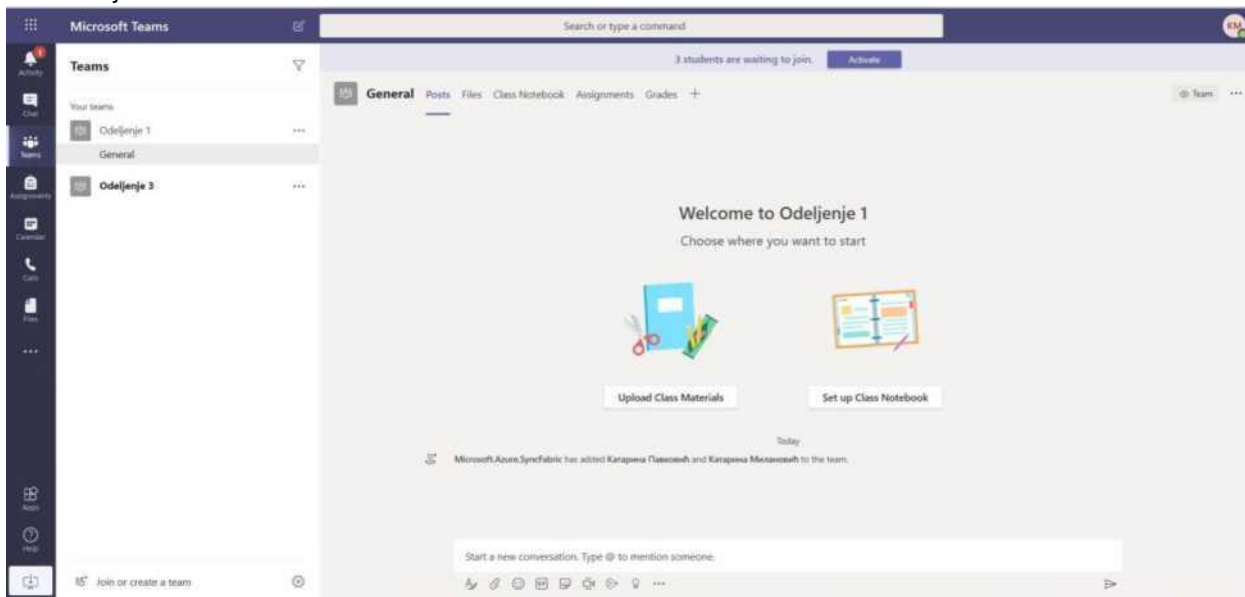 Microsoft Teams
Search or type a command
KM
Activity
Chat
Teams
Assignments
Calendar
Calls
Files
Apps
Help
Teams
Your teams
Odeljenje 1
General
Odeljenje 3
Join or create a team
3 students are waiting to join.
Activate
General Posts Files Class Notebook Assignments Grades +
Team
Welcome to Odeljenje 1
Choose where you want to start
Upload Class Materials
Set up Class Notebook
Today
Microsoft.Azure.SyncFabric has added Катарина Павковић and Катарина Милановић to the team.
Start a new conversation. Type @ to mention someone.